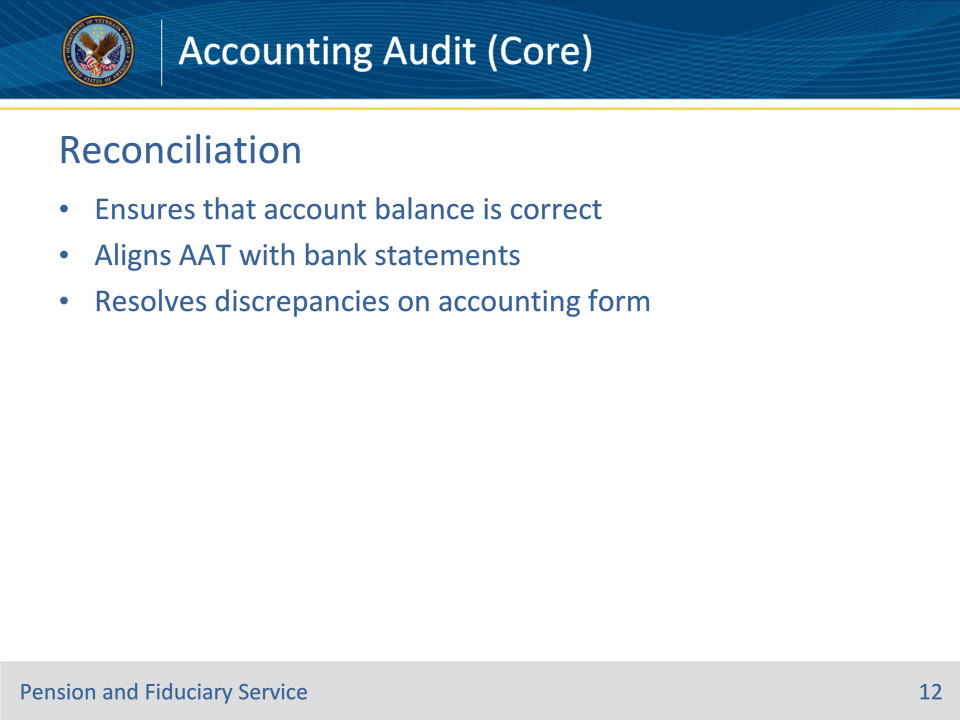 Accounting Audit (Core)
Reconciliation
• Ensures that account balance is correct
• Aligns AAT with bank statements
• Resolves discrepancies on accounting form
Pension and Fiduciary Service
12